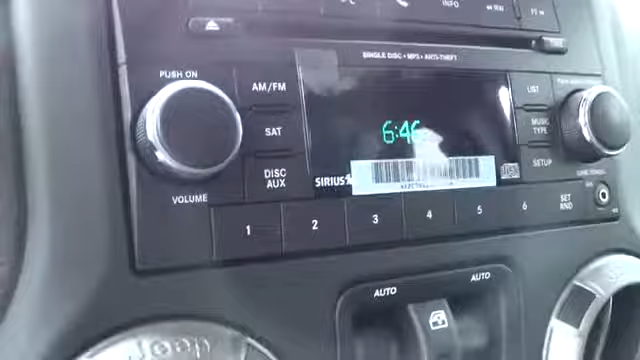 INFO
SINGLE DISC • MP3 • ANTI-THEFT
PUSH ON
AM/FM
LIST
SAT
6:46
MUSIC
TYPE
DISC
AUX
SIRIUS
SETUP
VOLUME
1
2
3
4
5
6
SET
RND
AUTO
AUTO
Jeep